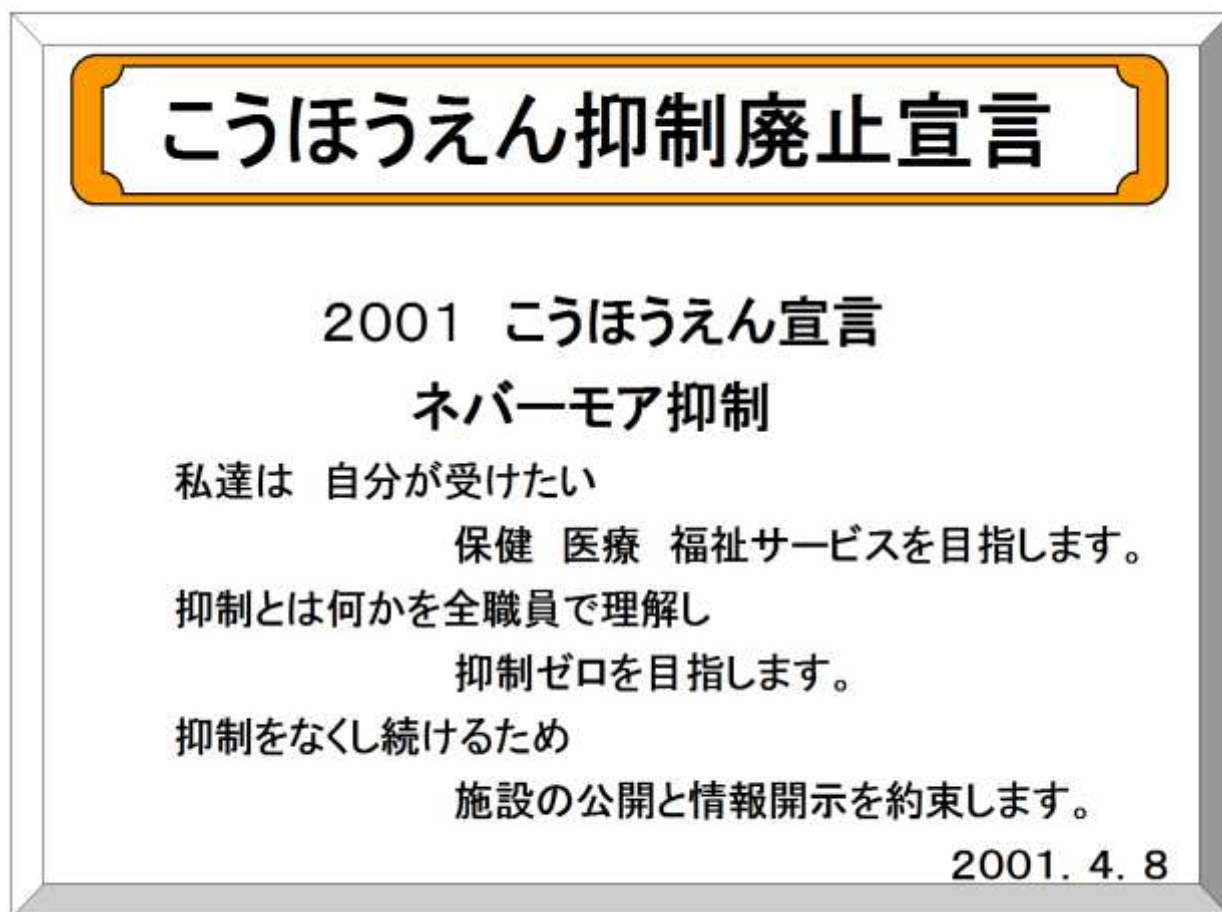 こうほうえん抑制廃止宣言
2001　こうほうえん宣言
ネバーモア抑制
私達は　自分が受けたい
保健　医療　福祉サービスを目指します。
抑制とは何かを全職員で理解し
抑制ゼロを目指します。
抑制をなくし続けるため
施設の公開と情報開示を約束します。
2001．4．8